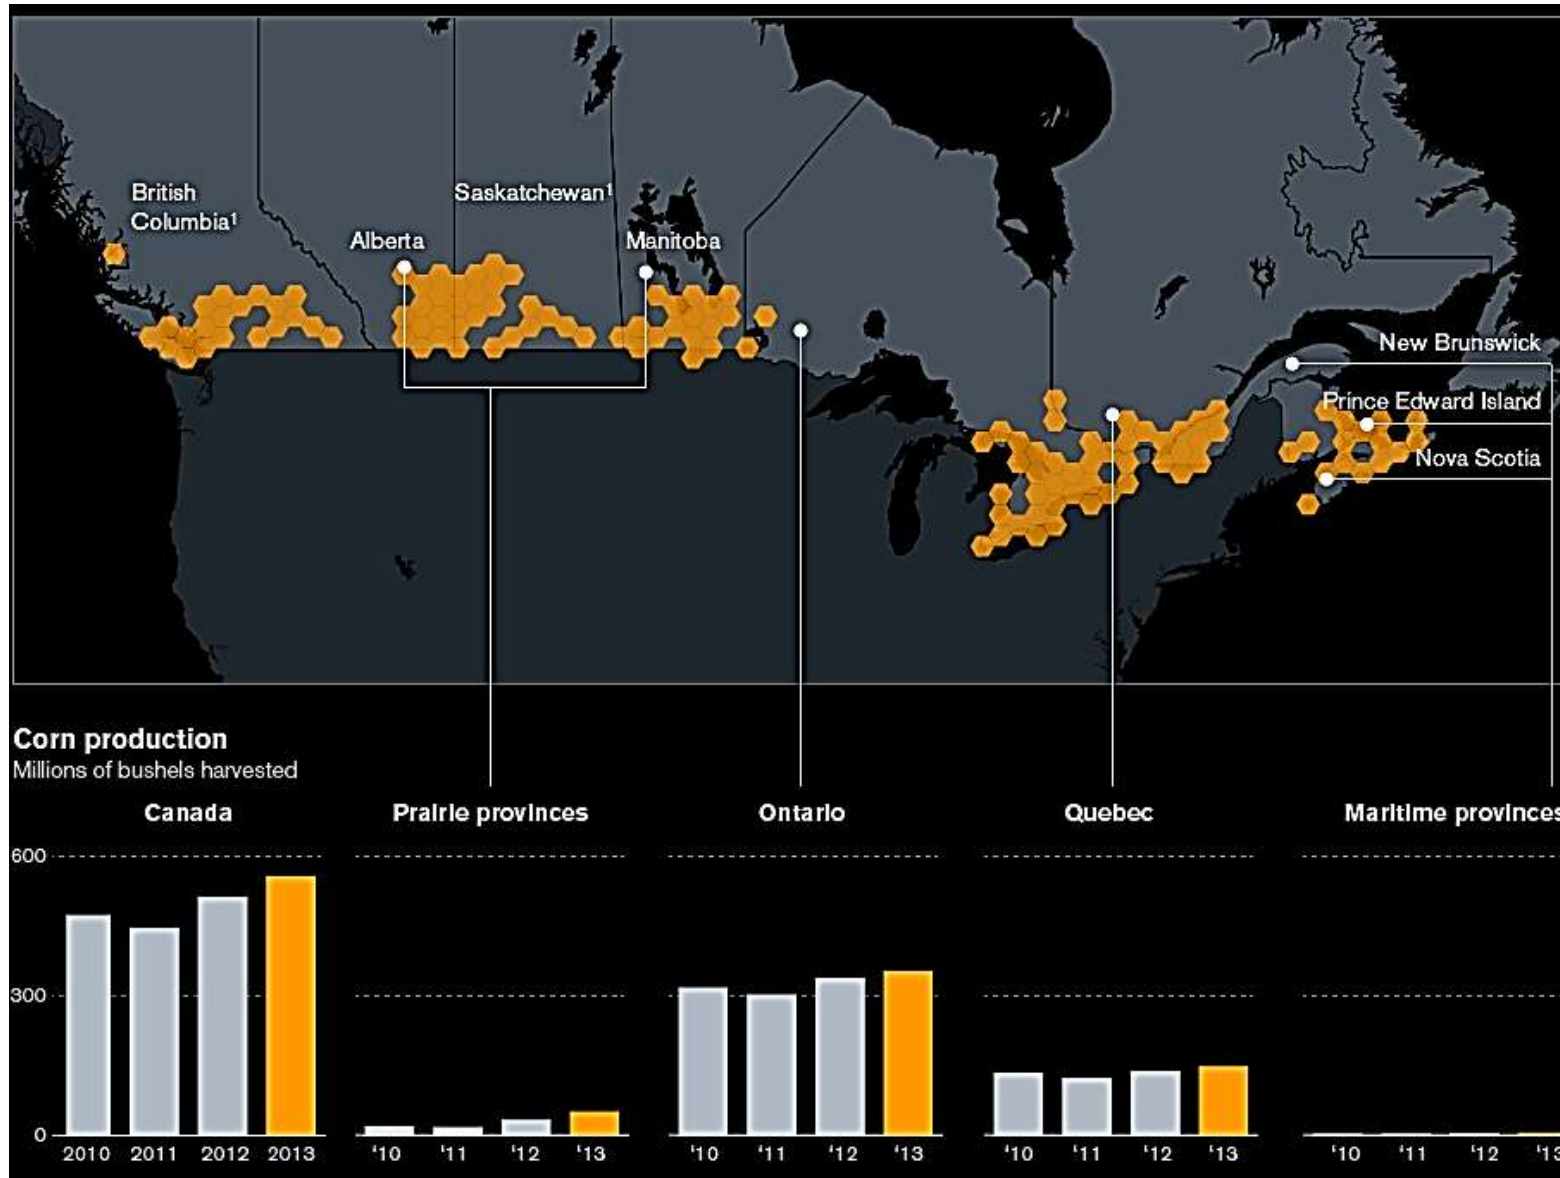 British
Columbia¹
Saskatchewan¹
Alberta
Manitoba
New Brunswick
Prince Edward Island
Nova Scotia
Corn production
Millions of bushels harvested
Canada
Prairie provinces
Ontario
Quebec
Maritime provinces
600
300
0
2010 2011 2012 2013
'10 '11 '12 '13
'10 '11 '12 '13
'10 '11 '12 '13
'10 '11 '12 '13